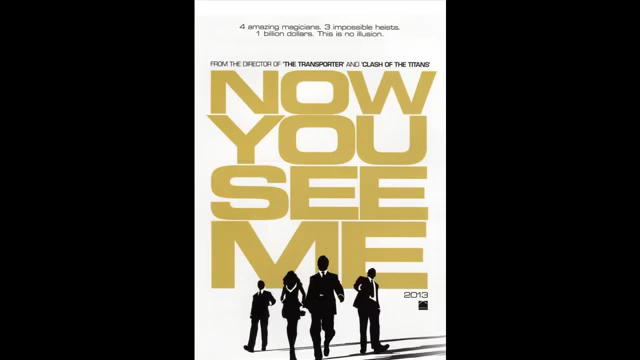 4 amazing magicians. 3 impossible heists.
1 billion dollars. This is no illusion.
FROM THE DIRECTOR OF 'THE TRANSPORTER' AND 'CLASH OF THE TITANS'
NOW
YOU
SEE
ME
2013